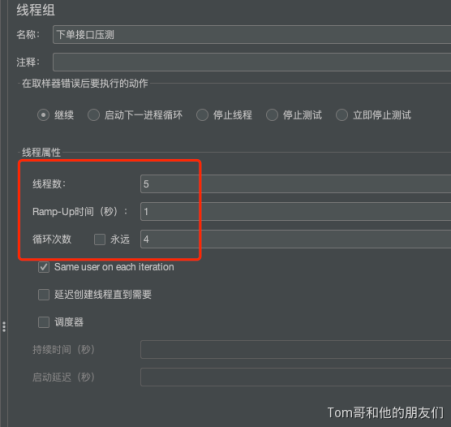 线程组
名称： 下单接口压测
注释：
在取样器错误后要执行的动作
继续 启动下一进程循环 停止线程 停止测试 立即停止测试
线程属性
线程数： 5
Ramp-Up时间（秒）： 1
循环次数 永远 4
Same user on each iteration
延迟创建线程直到需要
调度器
持续时间（秒）
启动延迟（秒）
Tom哥和他的朋友们